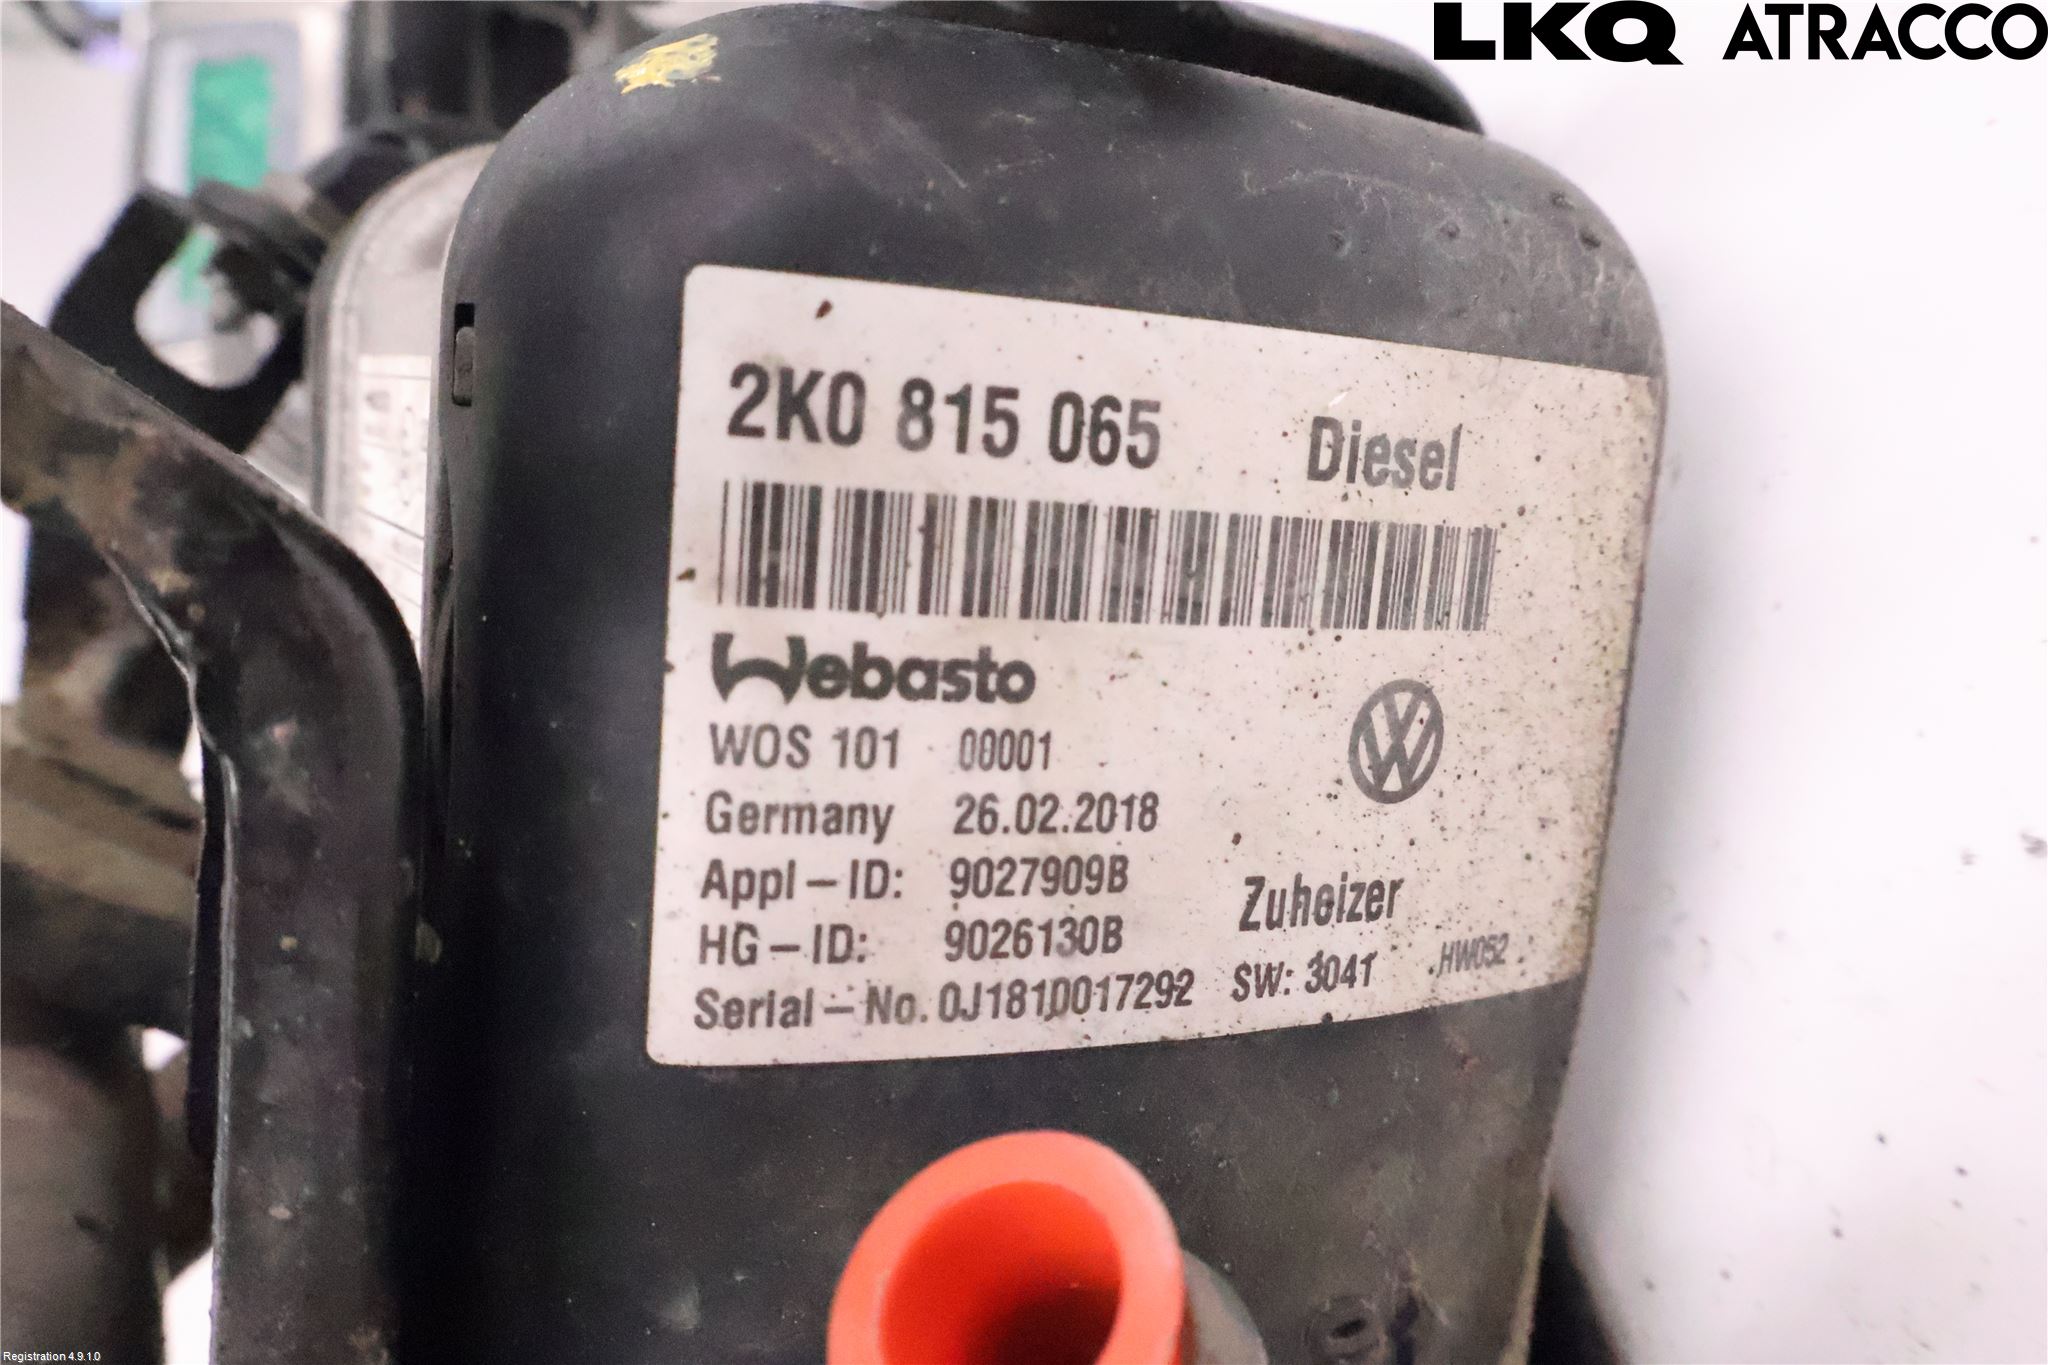 LKQ ATRACCO
2K0 815 065 Diesel
Webasto
WOS 101 00001
Germany 26.02.2018
Appl-ID: 9027909B
HG-ID: 9026130B Zuheizer
Serial-No. 0J1810017292 SW: 3041 HW052
Registration 4.9.1.0